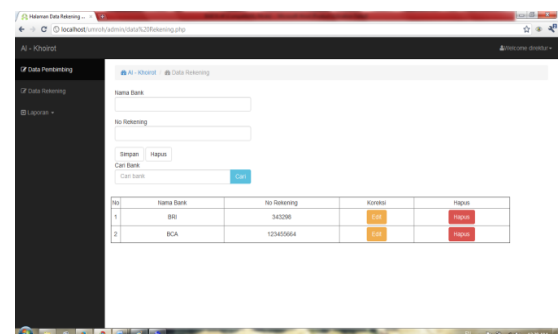 Halaman Data Rekening ...
localhost/umroh/admin/data%20Rekening.php
Al - Khoirot
Welcome direktur
Data Pembimbing
Al - Khoirot / Data Rekening
Data Rekening
Nama Bank
Laporan
No Rekening
Simpan Hapus
Cari Bank
Cari bank Cari
No Nama Bank No Rekening Koreksi Hapus
1 BRI 343298 Edit Hapus
2 BCA 123455664 Edit Hapus